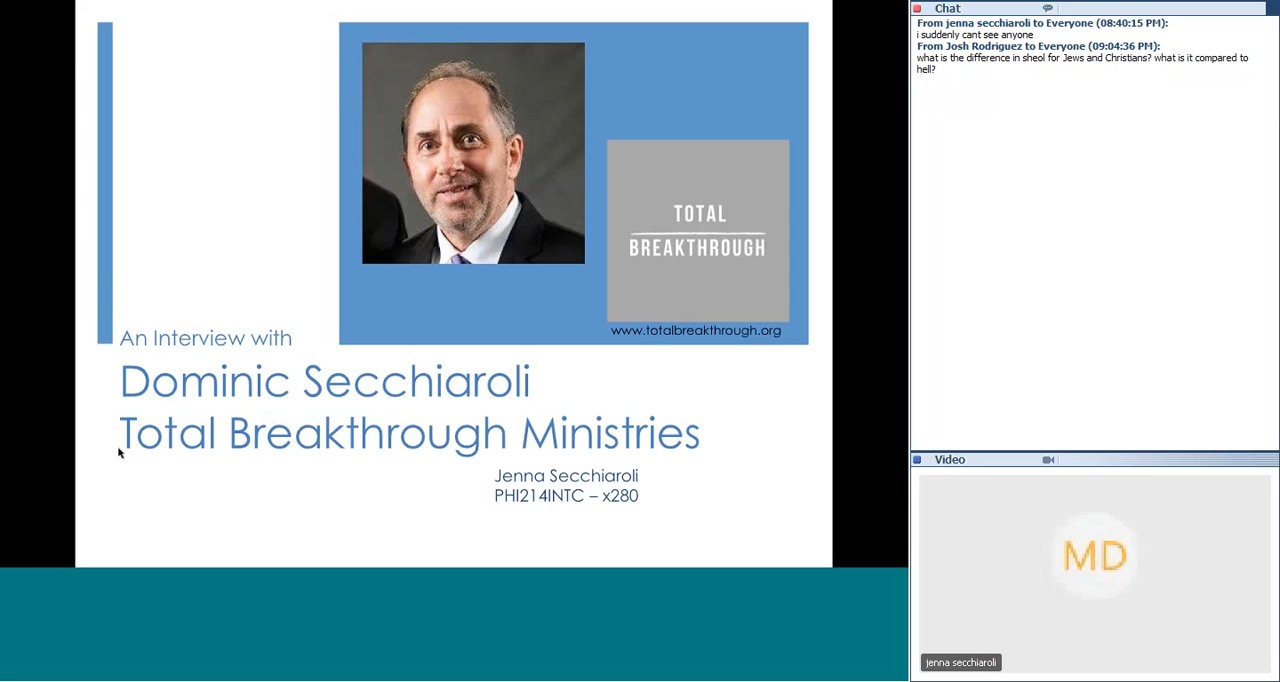 TOTAL
BREAKTHROUGH
www.totalbreakthrough.org
An Interview with
Dominic Secchiaroli
Total Breakthrough Ministries
Jenna Secchiaroli
PHI214INTC – x280
Chat
From jenna secchiaroli to Everyone (08:40:15 PM):
i suddenly cant see anyone
From Josh Rodriguez to Everyone (09:04:36 PM):
what is the difference in sheol for Jews and Christians? what is it compared to
hell?
Video
MD
jenna secchiaroli